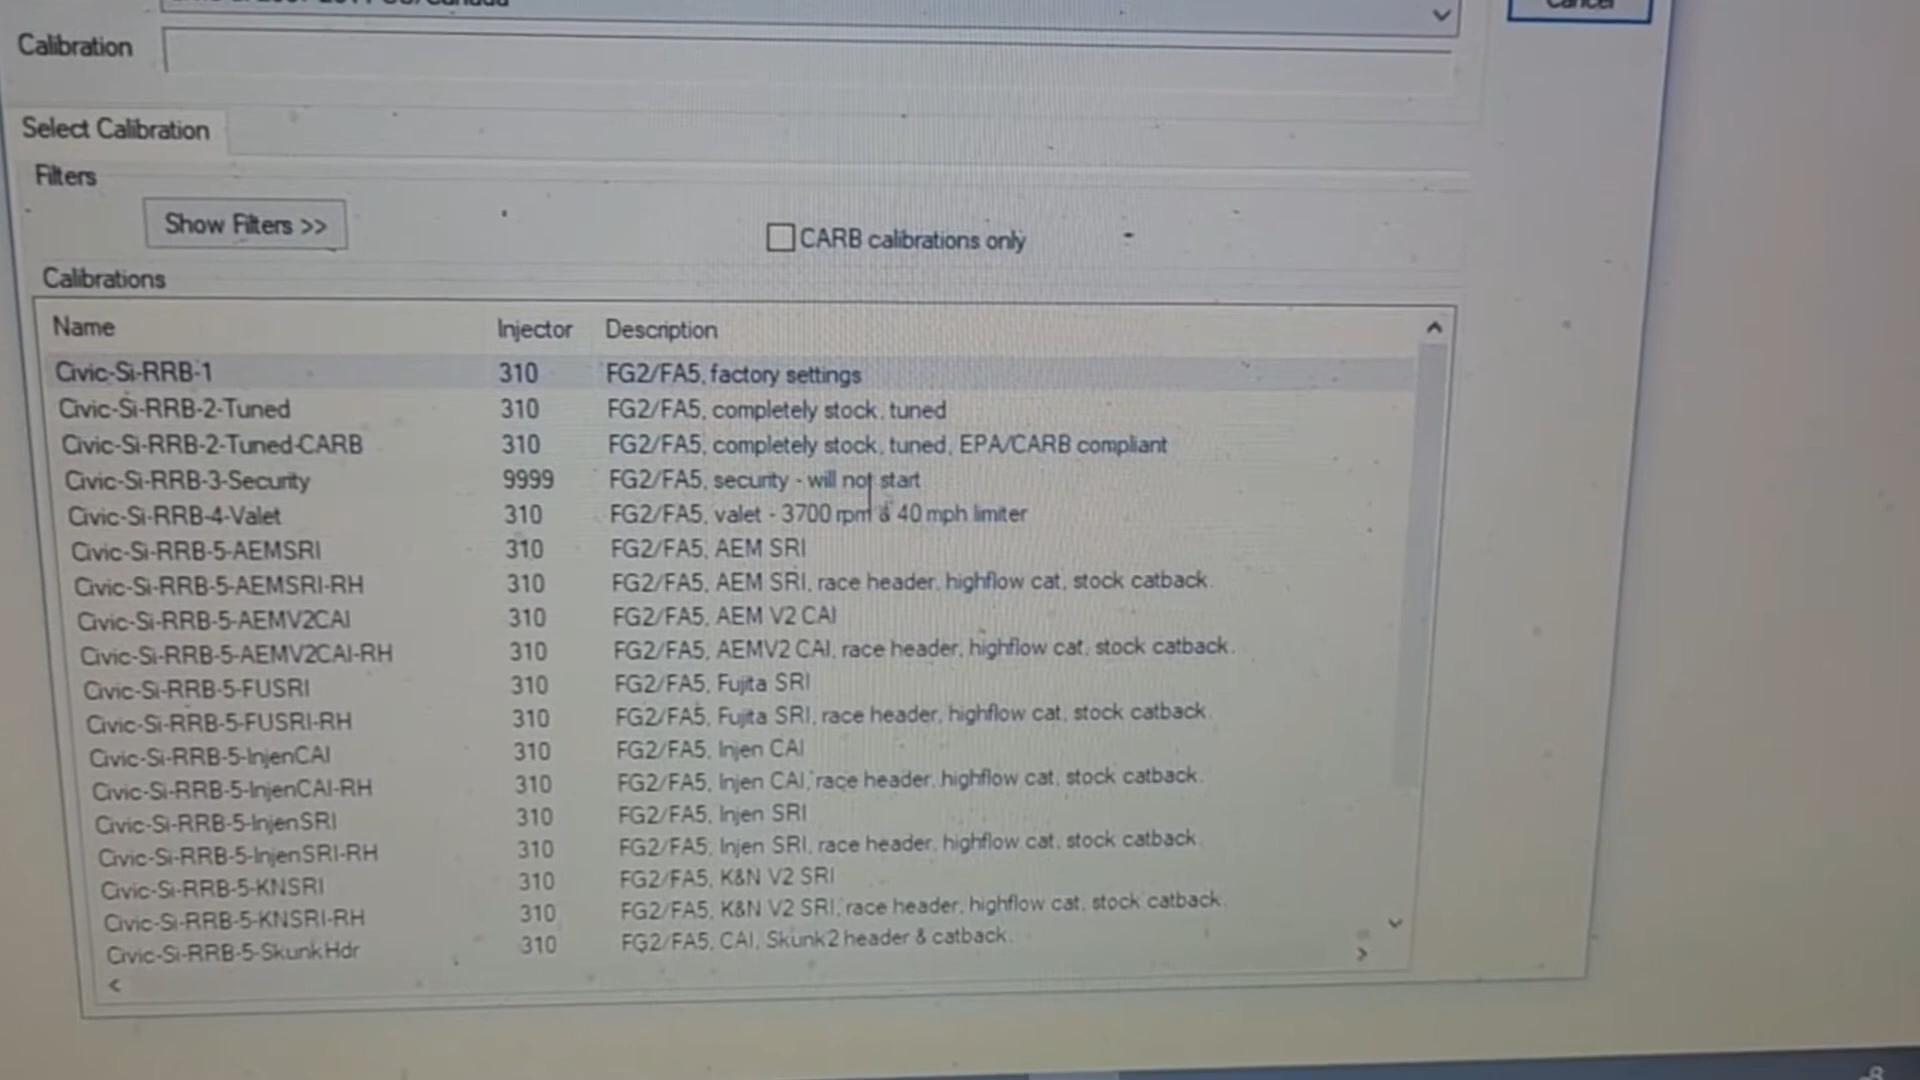 Calibration
Select Calibration
Filters
Show Filters >>
CARB calibrations only
Calibrations
Name Injector Description
Civic-Si-RRB-1 310 FG2/FA5, factory settings
Civic-Si-RRB-2-Tuned 310 FG2/FA5, completely stock, tuned
Civic-Si-RRB-2-Tuned-CARB 310 FG2/FA5, completely stock, tuned, EPA/CARB compliant
Civic-Si-RRB-3-Security 9999 FG2/FA5, security - will not start
Civic-Si-RRB-4-Valet 310 FG2/FA5, valet - 3700 rpm & 40 mph limiter
Civic-Si-RRB-5-AEMSRI 310 FG2/FA5, AEM SRI
Civic-Si-RRB-5-AEMSRI-RH 310 FG2/FA5, AEM SRI, race header, highflow cat, stock catback.
Civic-Si-RRB-5-AEMV2CAI 310 FG2/FA5, AEM V2 CAI
Civic-Si-RRB-5-AEMV2CAI-RH 310 FG2/FA5, AEMV2 CAI, race header, highflow cat, stock catback.
Civic-Si-RRB-5-FUSRI 310 FG2/FA5, Fujita SRI
Civic-Si-RRB-5-FUSRI-RH 310 FG2/FA5, Fujita SRI, race header, highflow cat, stock catback.
Civic-Si-RRB-5-InjenCAI 310 FG2/FA5, Injen CAI
Civic-Si-RRB-5-InjenCAI-RH 310 FG2/FA5, Injen CAI, race header, highflow cat, stock catback.
Civic-Si-RRB-5-InjenSRI 310 FG2/FA5, Injen SRI
Civic-Si-RRB-5-InjenSRI-RH 310 FG2/FA5, Injen SRI, race header, highflow cat, stock catback.
Civic-Si-RRB-5-KNSRI 310 FG2/FA5, K&N V2 SRI
Civic-Si-RRB-5-KNSRI-RH 310 FG2/FA5, K&N V2 SRI, race header, highflow cat, stock catback.
Civic-Si-RRB-5-SkunkHdr 310 FG2/FA5, CAI, Skunk2 header & catback.